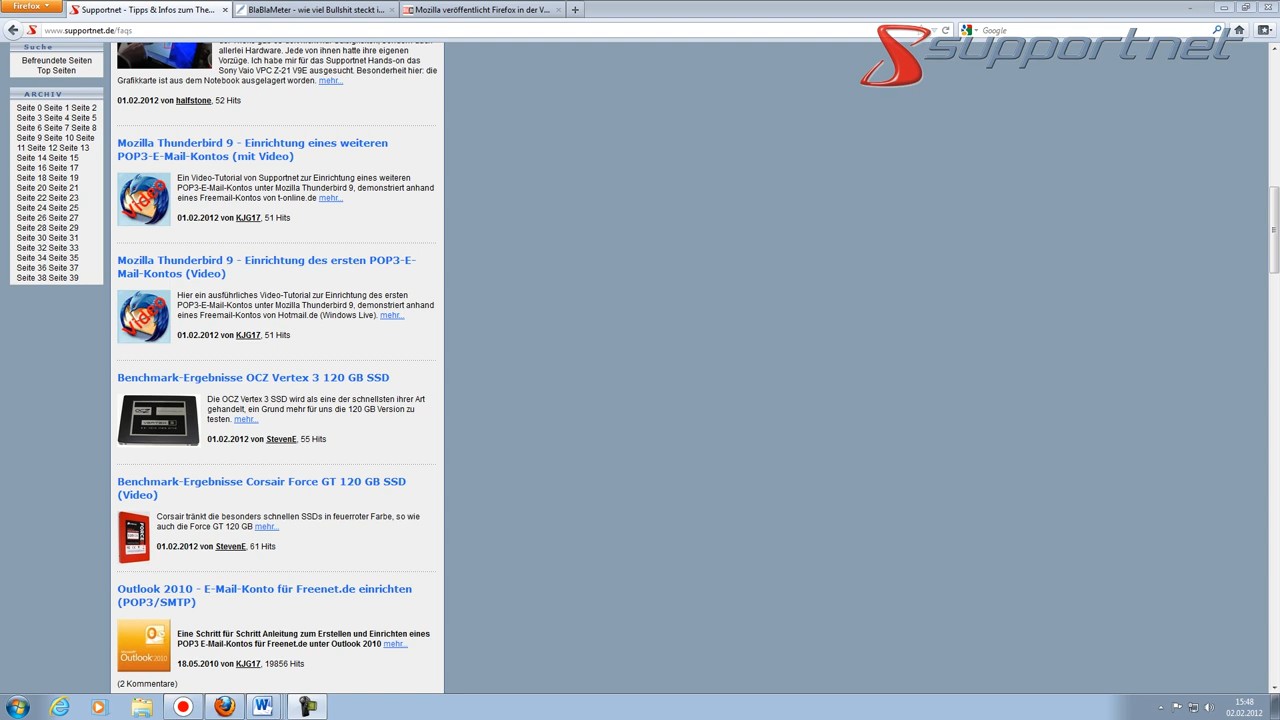 Firefox
Supportnet - Tipps & Infos zum The...
BlaBlaMeter - wie viel Bullshit steckt i...
Mozilla veröffentlicht Firefox in der V...
www.supportnet.de/faqs
Google
supportnet
Suche
Befreundete Seiten
Top Seiten
ARCHIV
Seite 0 Seite 1 Seite 2
Seite 3 Seite 4 Seite 5
Seite 6 Seite 7 Seite 8
Seite 9 Seite 10 Seite
11 Seite 12 Seite 13
Seite 14 Seite 15
Seite 16 Seite 17
Seite 18 Seite 19
Seite 20 Seite 21
Seite 22 Seite 23
Seite 24 Seite 25
Seite 26 Seite 27
Seite 28 Seite 29
Seite 30 Seite 31
Seite 32 Seite 33
Seite 34 Seite 35
Seite 36 Seite 37
Seite 38 Seite 39
allerlei Hardware. Jede von ihnen hatte ihre eigenen
Vorzüge. Ich habe mir für das Supportnet Hands-on das
Sony Vaio VPC Z-21 V9E ausgesucht. Besonderheit hier: die
Grafikkarte ist aus dem Notebook ausgelagert worden. mehr...
01.02.2012 von halfstone, 52 Hits
Mozilla Thunderbird 9 - Einrichtung eines weiteren
POP3-E-Mail-Kontos (mit Video)
Video
Ein Video-Tutorial von Supportnet zur Einrichtung eines weiteren
POP3-E-Mail-Kontos unter Mozilla Thunderbird 9, demonstriert anhand
eines Freemail-Kontos von t-online.de mehr...
01.02.2012 von KJG17, 51 Hits
Mozilla Thunderbird 9 - Einrichtung des ersten POP3-E-
Mail-Kontos (Video)
Video
Hier ein ausführliches Video-Tutorial zur Einrichtung des ersten
POP3-E-Mail-Kontos unter Mozilla Thunderbird 9, demonstriert anhand
eines Freemail-Kontos von Hotmail.de (Windows Live). mehr...
01.02.2012 von KJG17, 51 Hits
Benchmark-Ergebnisse OCZ Vertex 3 120 GB SSD
OCZ
Die OCZ Vertex 3 SSD wird als eine der schnellsten ihrer Art
gehandelt, ein Grund mehr für uns die 120 GB Version zu
testen. mehr...
01.02.2012 von StevenE, 55 Hits
Benchmark-Ergebnisse Corsair Force GT 120 GB SSD
(Video)
FORCE
Corsair tränkt die besonders schnellen SSDs in feuerroter Farbe, so wie
auch die Force GT 120 GB mehr...
01.02.2012 von StevenE, 61 Hits
Outlook 2010 - E-Mail-Konto für Freenet.de einrichten
(POP3/SMTP)
Outlook 2010
Eine Schritt für Schritt Anleitung zum Erstellen und Einrichten eines
POP3 E-Mail-Kontos für Freenet.de unter Outlook 2010 mehr...
18.05.2010 von KJG17, 19856 Hits
(2 Kommentare)
15:48
02.02.2012